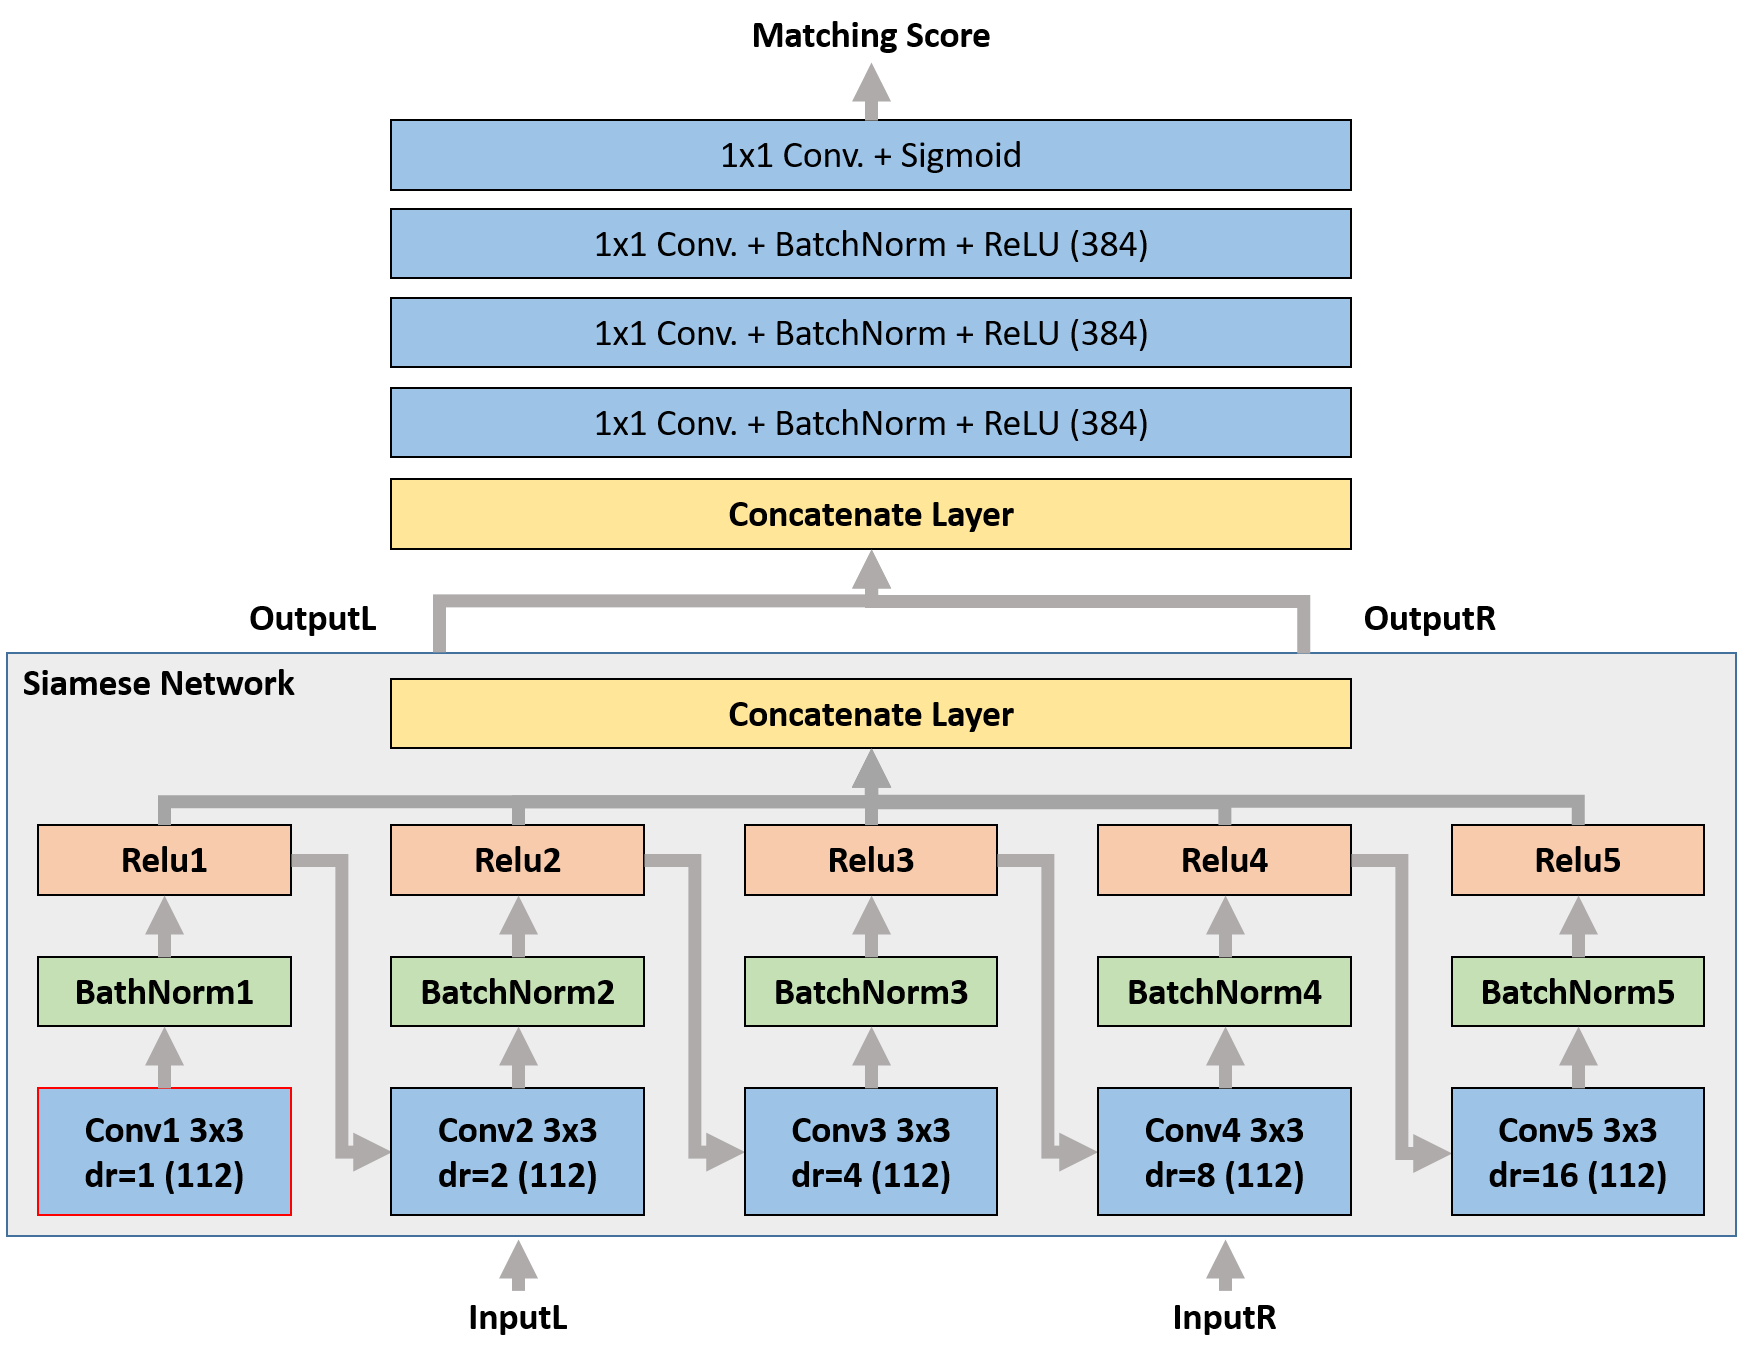 Matching Score
1x1 Conv. + Sigmoid
1x1 Conv. + BatchNorm + ReLU (384)
1x1 Conv. + BatchNorm + ReLU (384)
1x1 Conv. + BatchNorm + ReLU (384)
Concatenate Layer
OutputL
OutputR
Siamese Network
Concatenate Layer
Relu1
Relu2
Relu3
Relu4
Relu5
BathNorm1
BatchNorm2
BatchNorm3
BatchNorm4
BatchNorm5
Conv1 3x3
dr=1 (112)
Conv2 3x3
dr=2 (112)
Conv3 3x3
dr=4 (112)
Conv4 3x3
dr=8 (112)
Conv5 3x3
dr=16 (112)
InputL
InputR